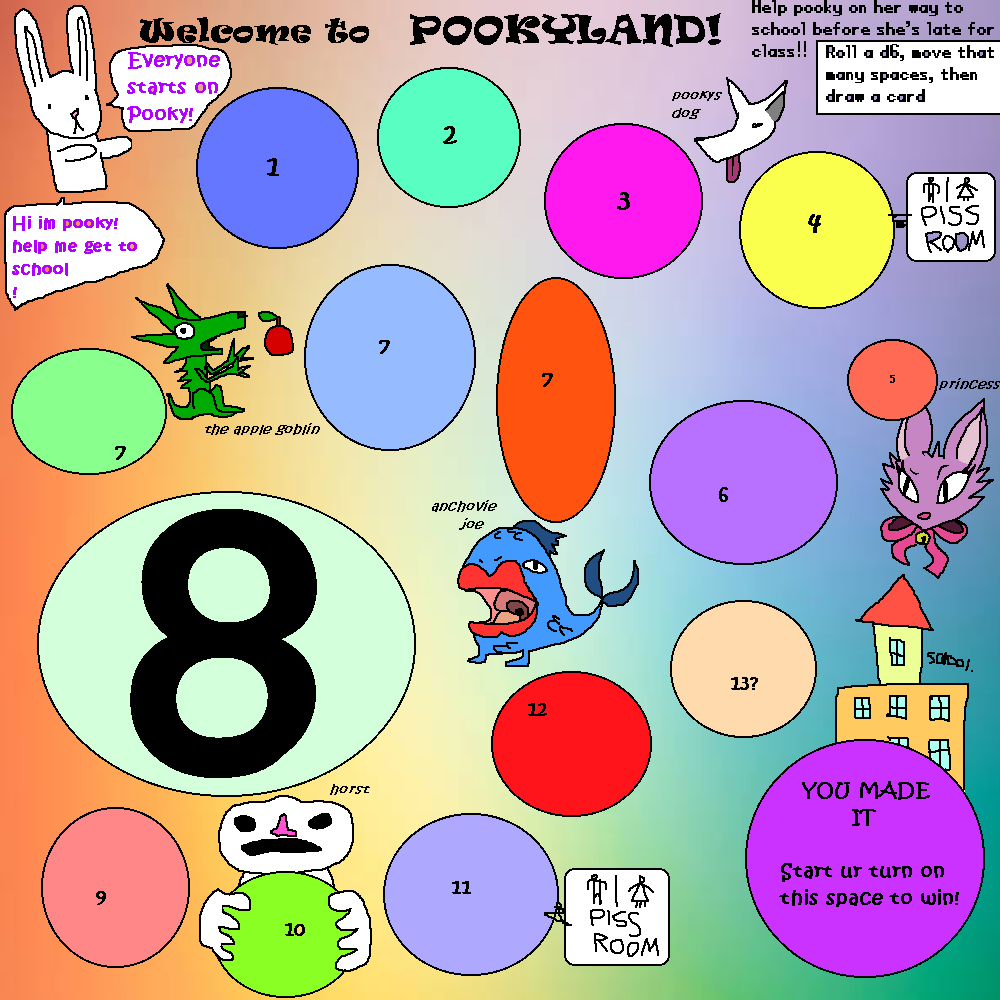 Welcome to POOKYLAND!
Help pooky on her way to
school before she's late for
class!!
Roll a d6, move that
many spaces, then
draw a card
Everyone
starts on
Pooky!
Hi im pooky!
help me get to
school
!
1
2
3
pookys
dog
4
PISS
ROOM
5
princess
6
7
7
7
the apple goblin
8
anchovie
joe
9
horst
10
11
PISS
ROOM
12
13?
school.
YOU MADE
IT
Start ur turn on
this space to win!